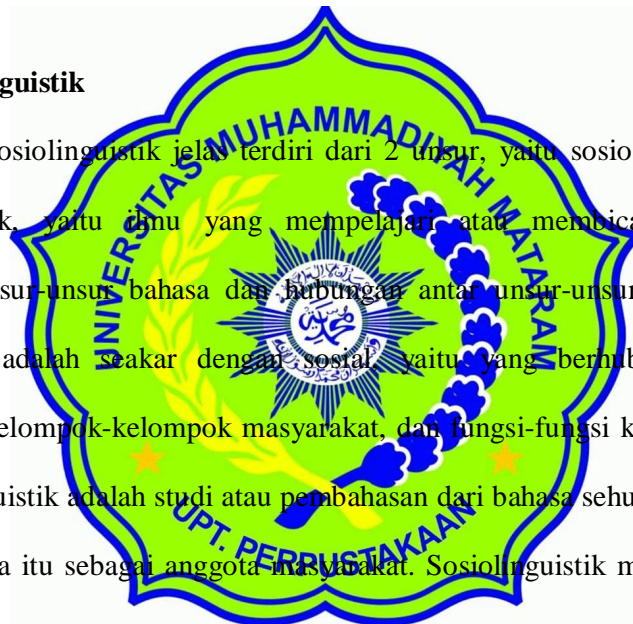 guistik
osiolinguistik jelas terdiri dari 2 unsur, yaitu sosio
k, yaitu ilmu yang mempelajari atau membica
sur-unsur bahasa dan hubungan antar unsur-unsur
adalah seakar dengan sosial, yaitu yang berhub
elompok-kelompok masyarakat, dan fungsi-fungsi k
uistik adalah studi atau pembahasan dari bahasa sehu
a itu sebagai anggota masyarakat. Sosiolinguistik m
UNIVERSITAS MUHAMMADIYAH MATARAM
UPT. PERPUSTAKAAN